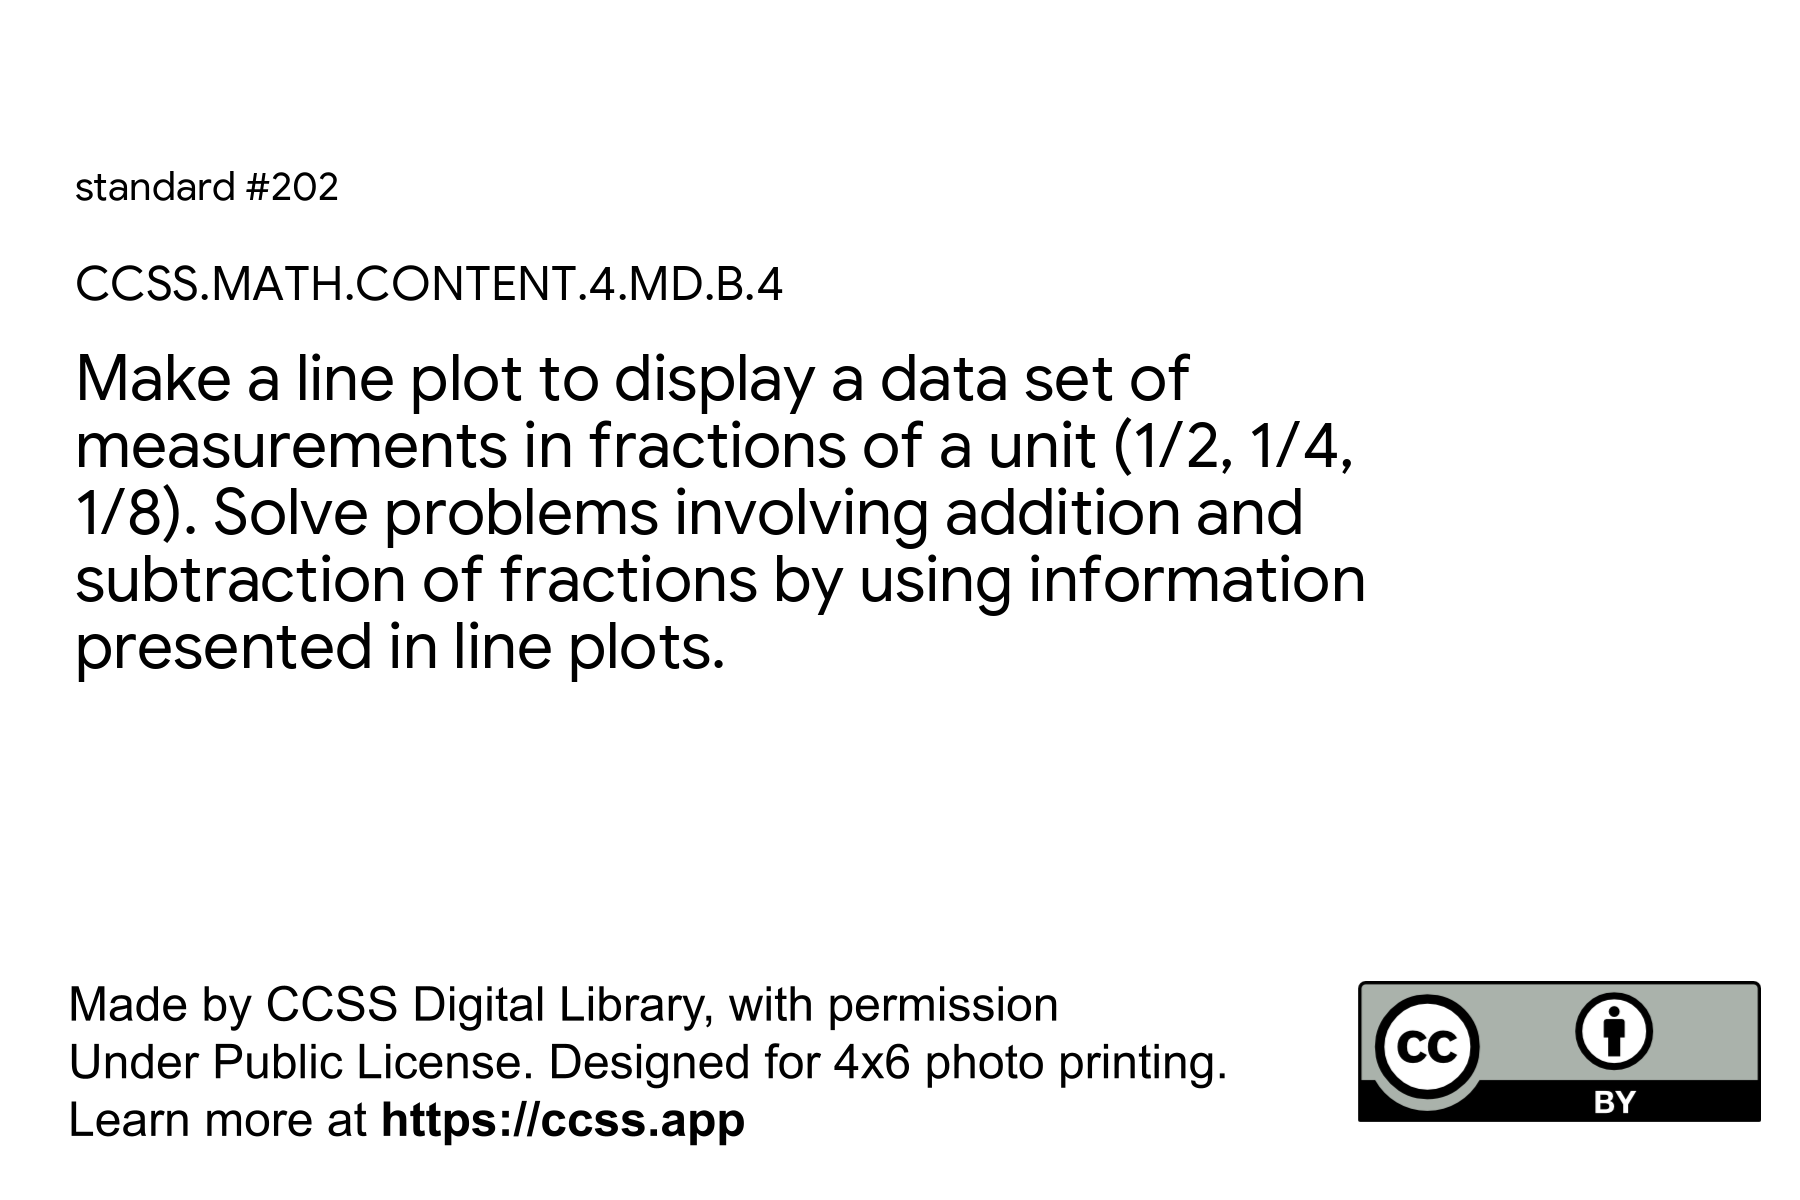 standard #202
CCSS.MATH.CONTENT.4.MD.B.4
Make a line plot to display a data set of
measurements in fractions of a unit (1/2, 1/4,
1/8). Solve problems involving addition and
subtraction of fractions by using information
presented in line plots.
Made by CCSS Digital Library, with permission
Under Public License. Designed for 4x6 photo printing.
Learn more at https://ccss.app
cc
BY